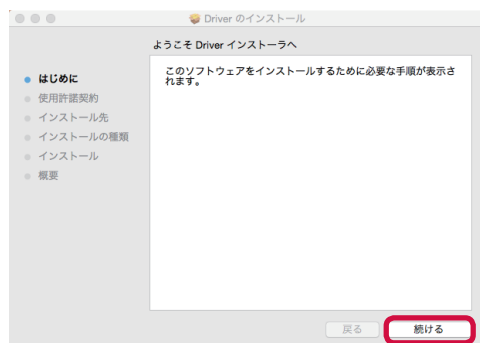 Driver のインストール
ようこそ Driver インストーラへ
はじめに
使用許諾契約
インストール先
インストールの種類
インストール
概要
このソフトウェアをインストールするために必要な手順が表示さ
れます。
戻る
続ける